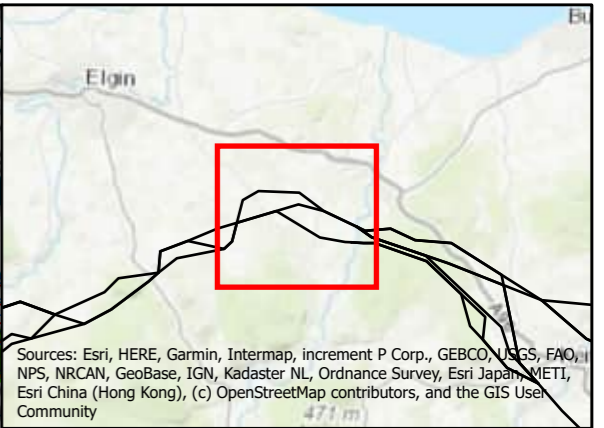 Bu
Elgin
Sources: Esri, HERE, Garmin, Intermap, increment P Corp., GEBCO, USGS, FAO,
NPS, NRCAN, GeoBase, IGN, Kadaster NL, Ordnance Survey, Esri Japan, METI,
Esri China (Hong Kong), (c) OpenStreetMap contributors, and the GIS User
Community
471 m